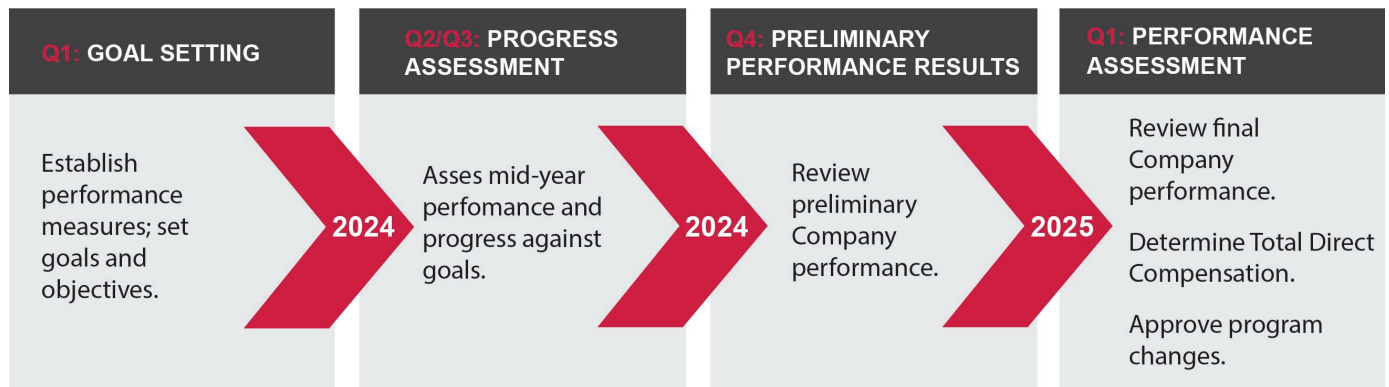 Q1: GOAL SETTING
Establish
performance
measures; set
goals and
objectives.
2024
Q2/Q3: PROGRESS
ASSESSMENT
Asses mid-year
perfomance and
progress against
goals.
2024
Q4: PRELIMINARY
PERFORMANCE RESULTS
Review
preliminary
Company
performance.
2025
Q1: PERFORMANCE
ASSESSMENT
Review final
Company
performance.
Determine Total Direct
Compensation.
Approve program
changes.